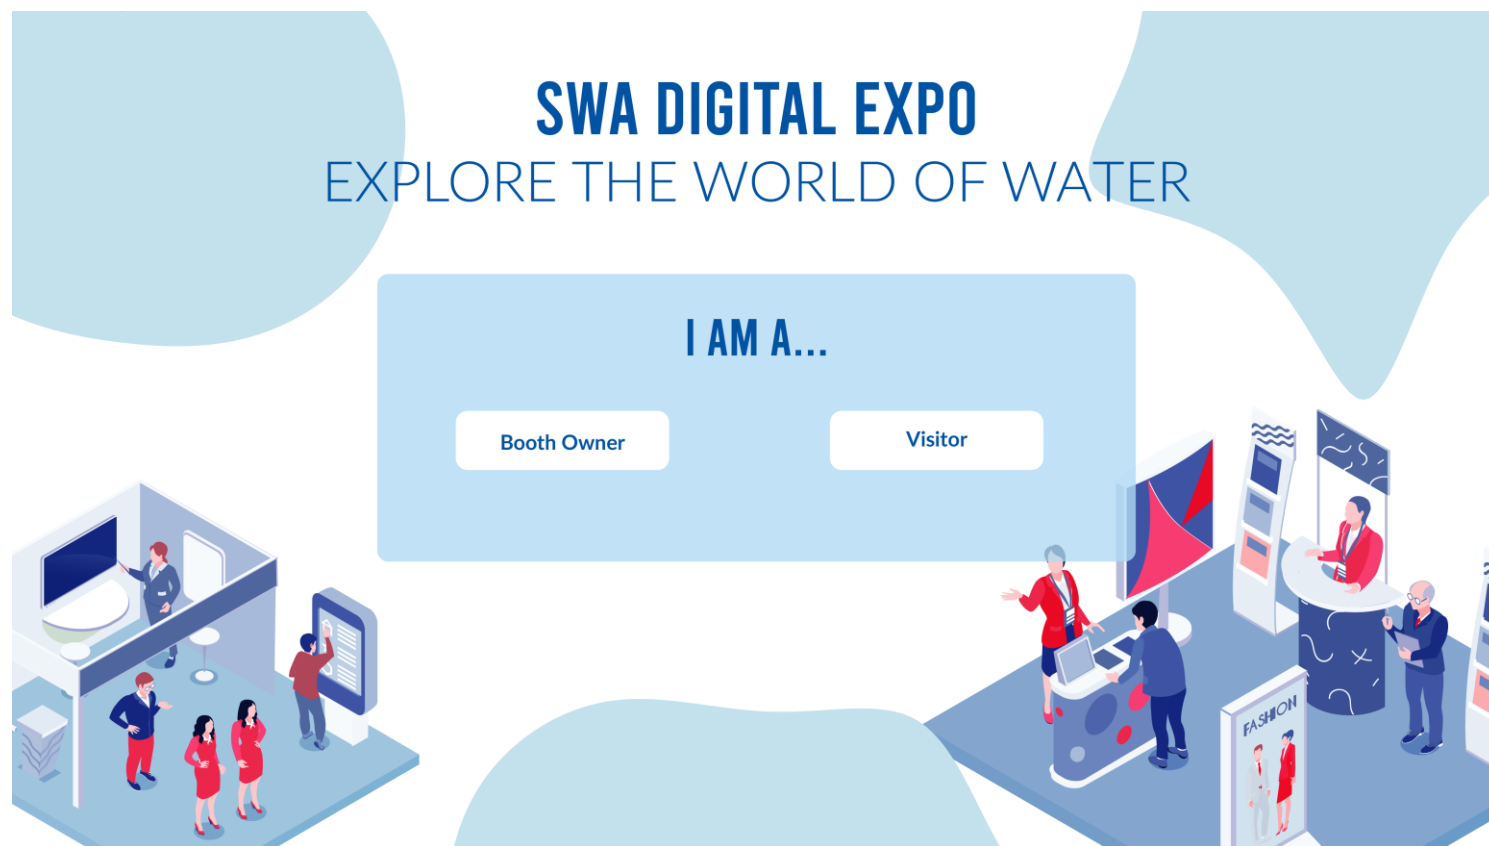 SWA DIGITAL EXPO
EXPLORE THE WORLD OF WATER
I AM A...
Booth Owner
Visitor
FASHION